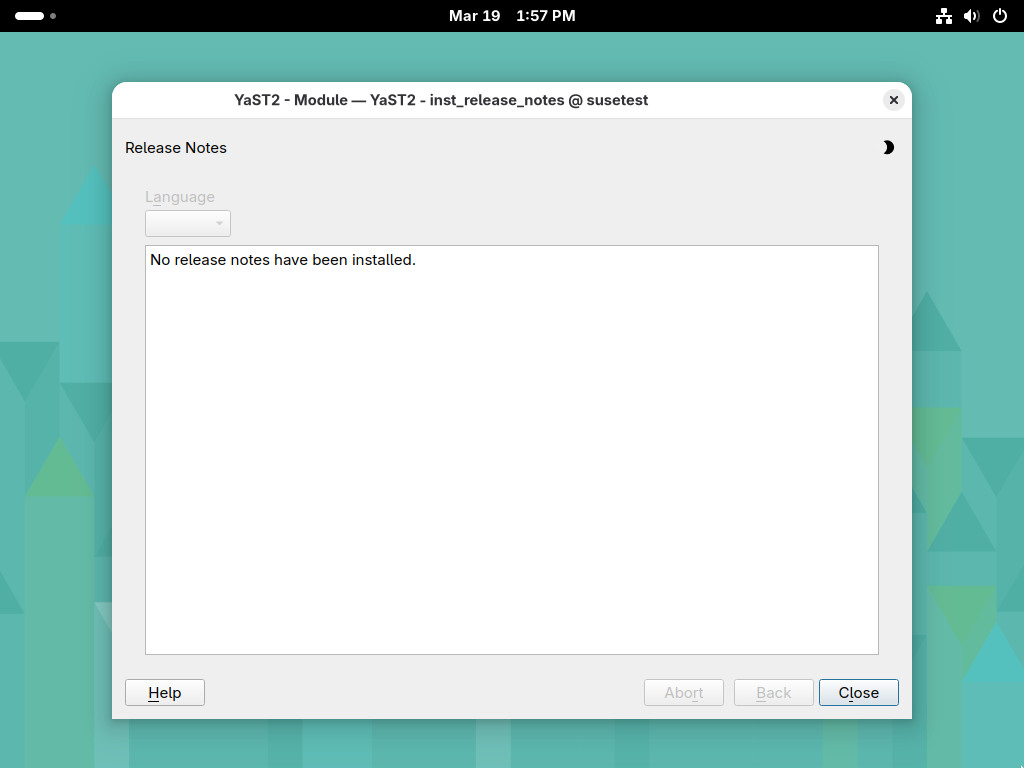 Mar 19 1:57 PM
YaST2 - Module — YaST2 - inst_release_notes @ susetest
Release Notes
Language
No release notes have been installed.
Help
Abort
Back
Close